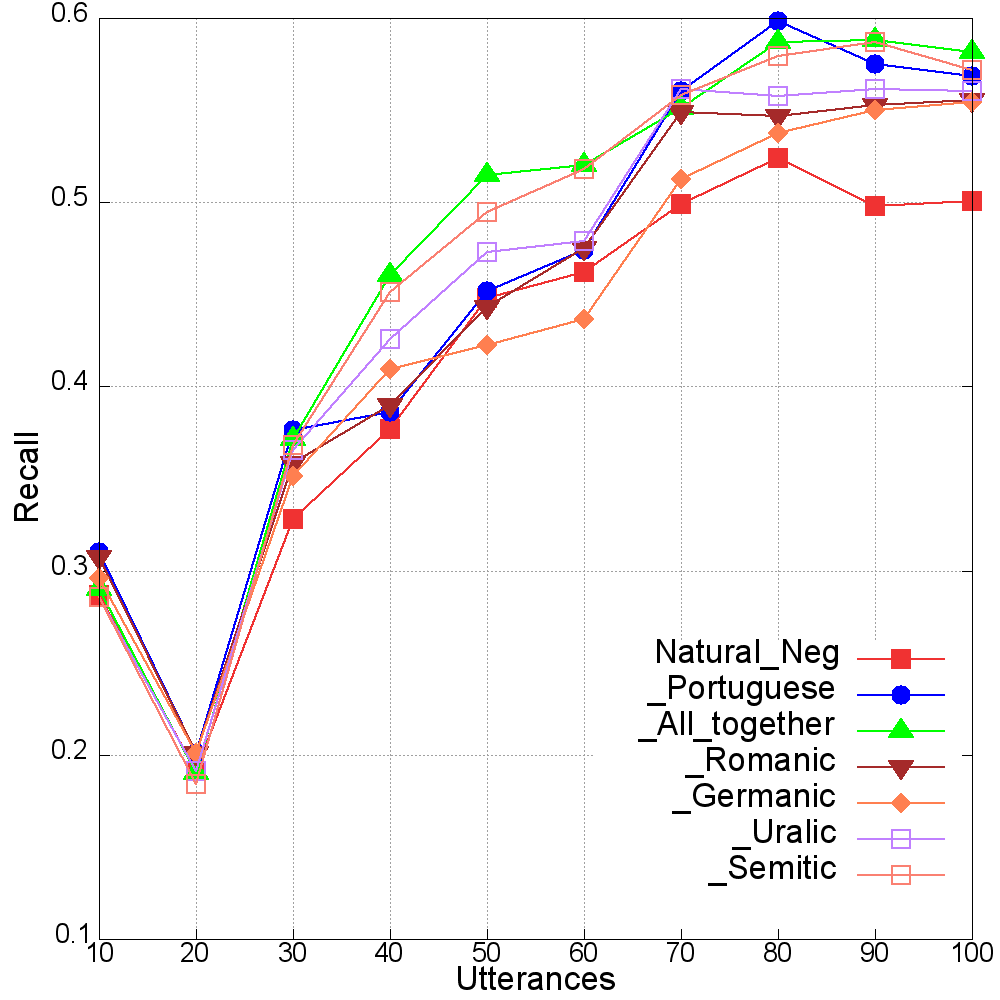 0.6
0.5
0.4
0.3
0.2
0.1
Recall
10 20 30 40 50 60 70 80 90 100
Utterances
Natural_Neg
_Portuguese
_All_together
_Romanic
_Germanic
_Uralic
_Semitic